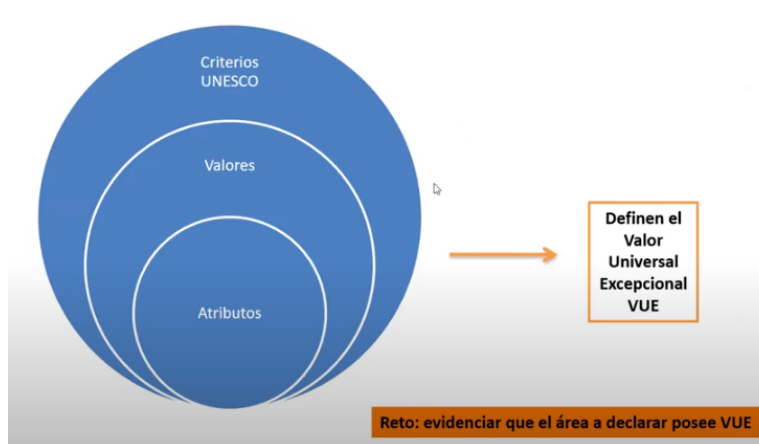 Criterios
UNESCO
Valores
Atributos
Definen el
Valor
Universal
Excepcional
VUE
Reto: evidenciar que el área a declarar posee VUE